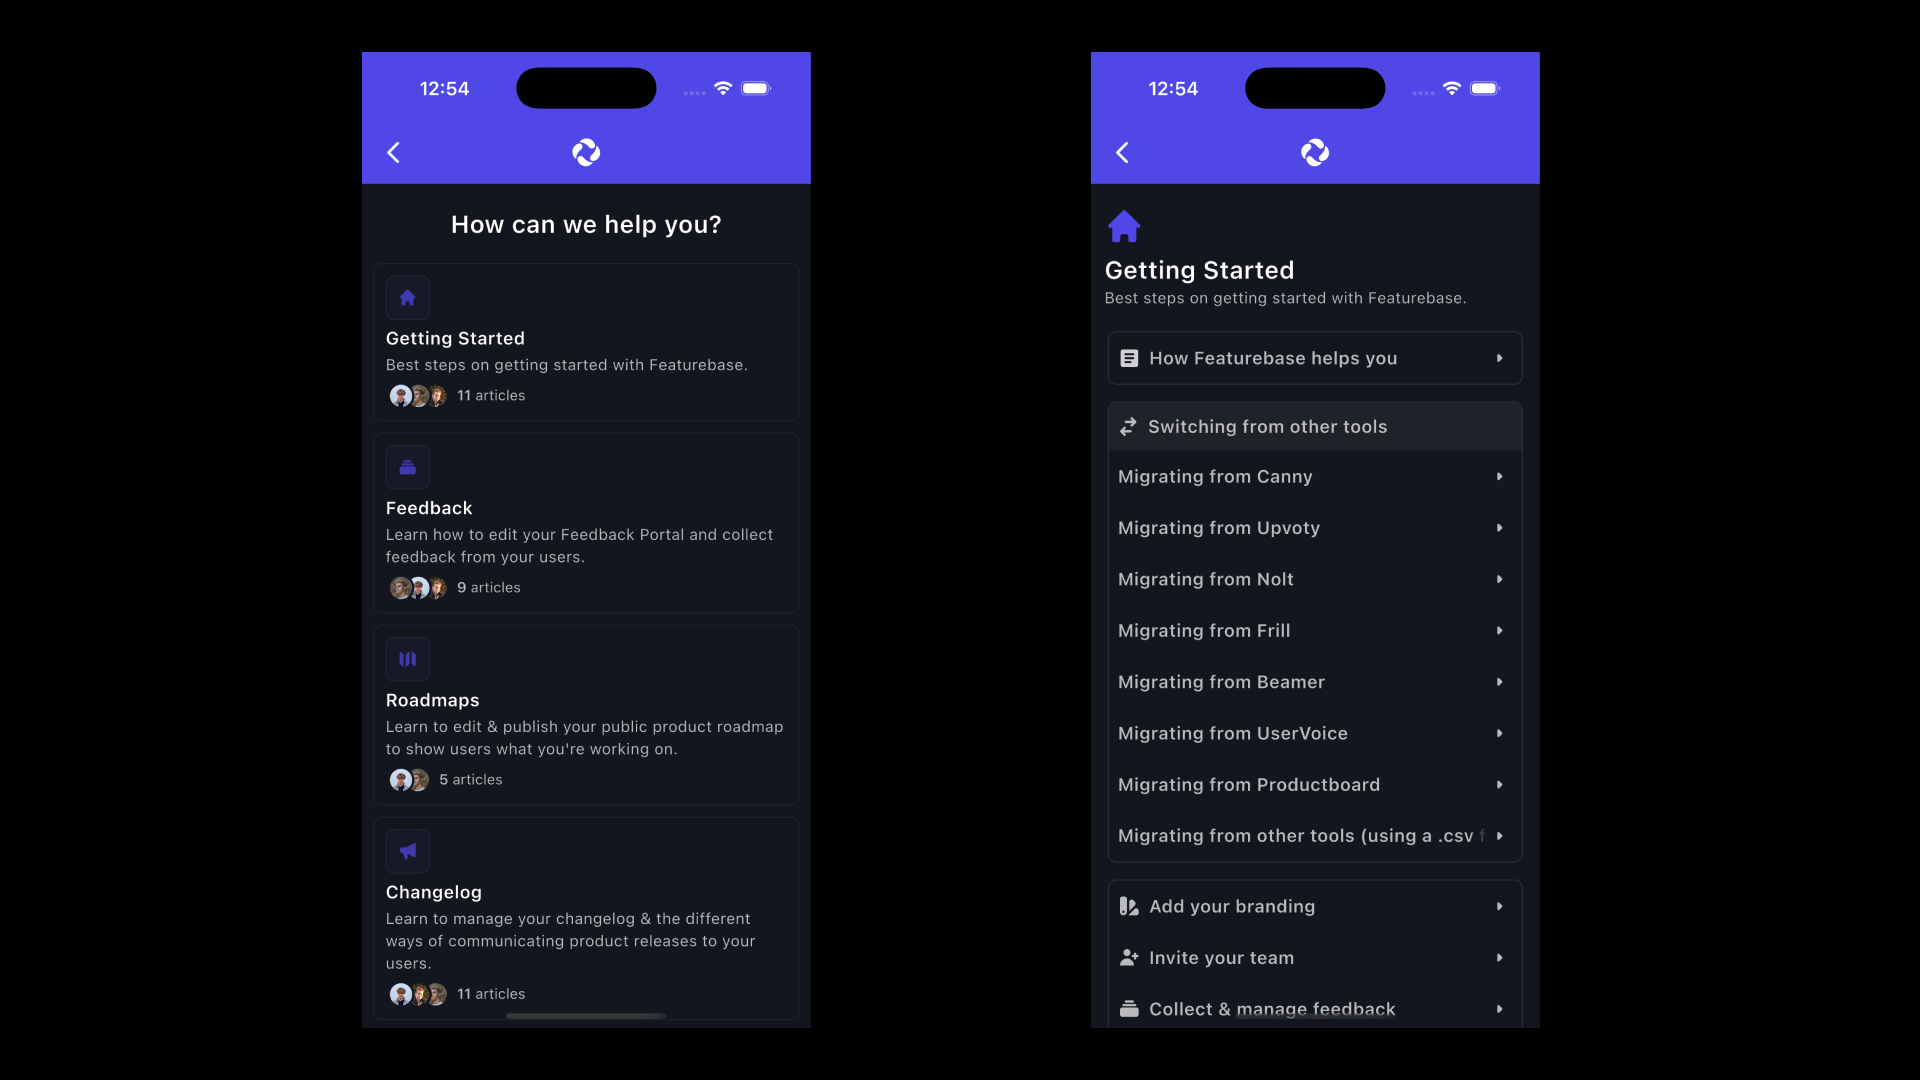 12:54
How can we help you?
Getting Started
Best steps on getting started with Featurebase.
11 articles
Feedback
Learn how to edit your Feedback Portal and collect
feedback from your users.
9 articles
Roadmaps
Learn to edit & publish your public product roadmap
to show users what you're working on.
5 articles
Changelog
Learn to manage your changelog & the different
ways of communicating product releases to your
users.
11 articles
12:54
Getting Started
Best steps on getting started with Featurebase.
How Featurebase helps you
Switching from other tools
Migrating from Canny
Migrating from Upvoty
Migrating from Nolt
Migrating from Frill
Migrating from Beamer
Migrating from UserVoice
Migrating from Productboard
Migrating from other tools (using a .csv f
Add your branding
Invite your team
Collect & manage feedback